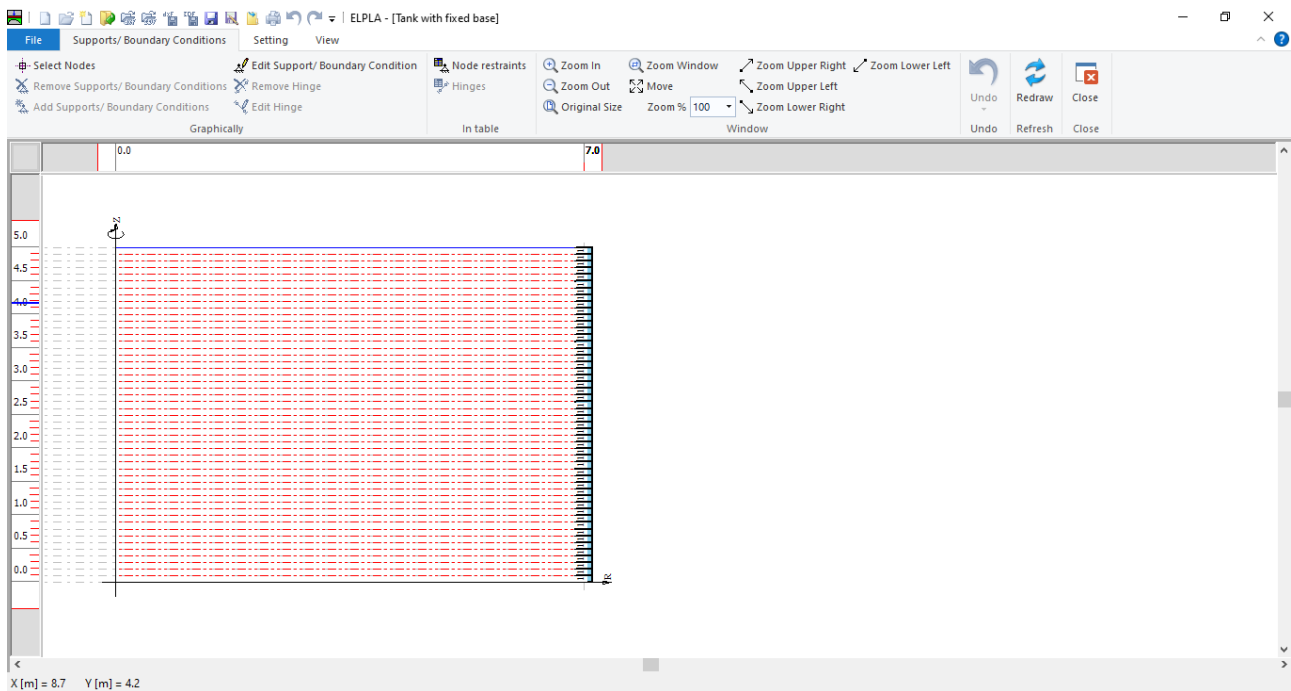 ELPLA - [Tank with fixed base]
File Supports/ Boundary Conditions Setting View
Select Nodes Edit Support/ Boundary Condition Node restraints Zoom In Zoom Window Zoom Upper Right Zoom Lower Left
Remove Supports/ Boundary Conditions Remove Hinge Hinges Zoom Out Move Zoom Upper Left Undo Redraw Close
Add Supports/ Boundary Conditions Edit Hinge Original Size Zoom % 100 Zoom Lower Right
Graphically In table Window Undo Refresh Close
0.0 7.0
Z
5.0
4.5
4.0
3.5
3.0
2.5
2.0
1.5
1.0
0.5
0.0
R
X [m] = 8.7 Y [m] = 4.2